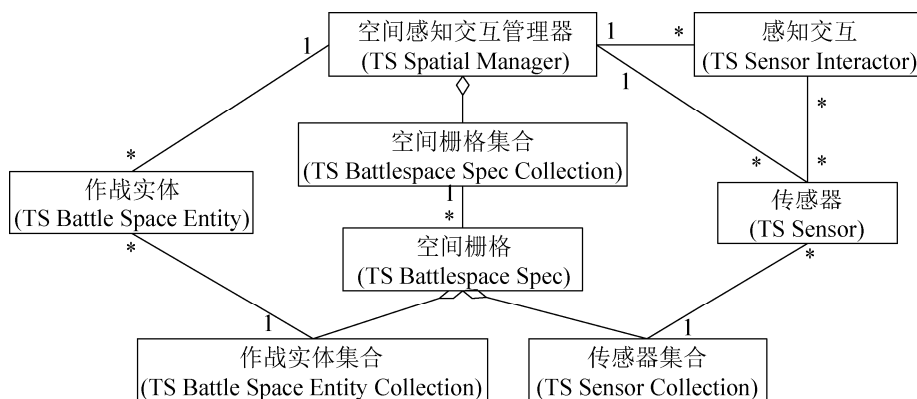 空间感知交互管理器
(TS Spatial Manager)
感知交互
(TS Sensor Interactor)
1
1
*
1
空间栅格集合
(TS Battlespace Spec Collection)
*
*
*
*
作战实体
(TS Battle Space Entity)
1
传感器
(TS Sensor)
*
*
空间栅格
(TS Battlespace Spec)
*
1
1
作战实体集合
(TS Battle Space Entity Collection)
传感器集合
(TS Sensor Collection)